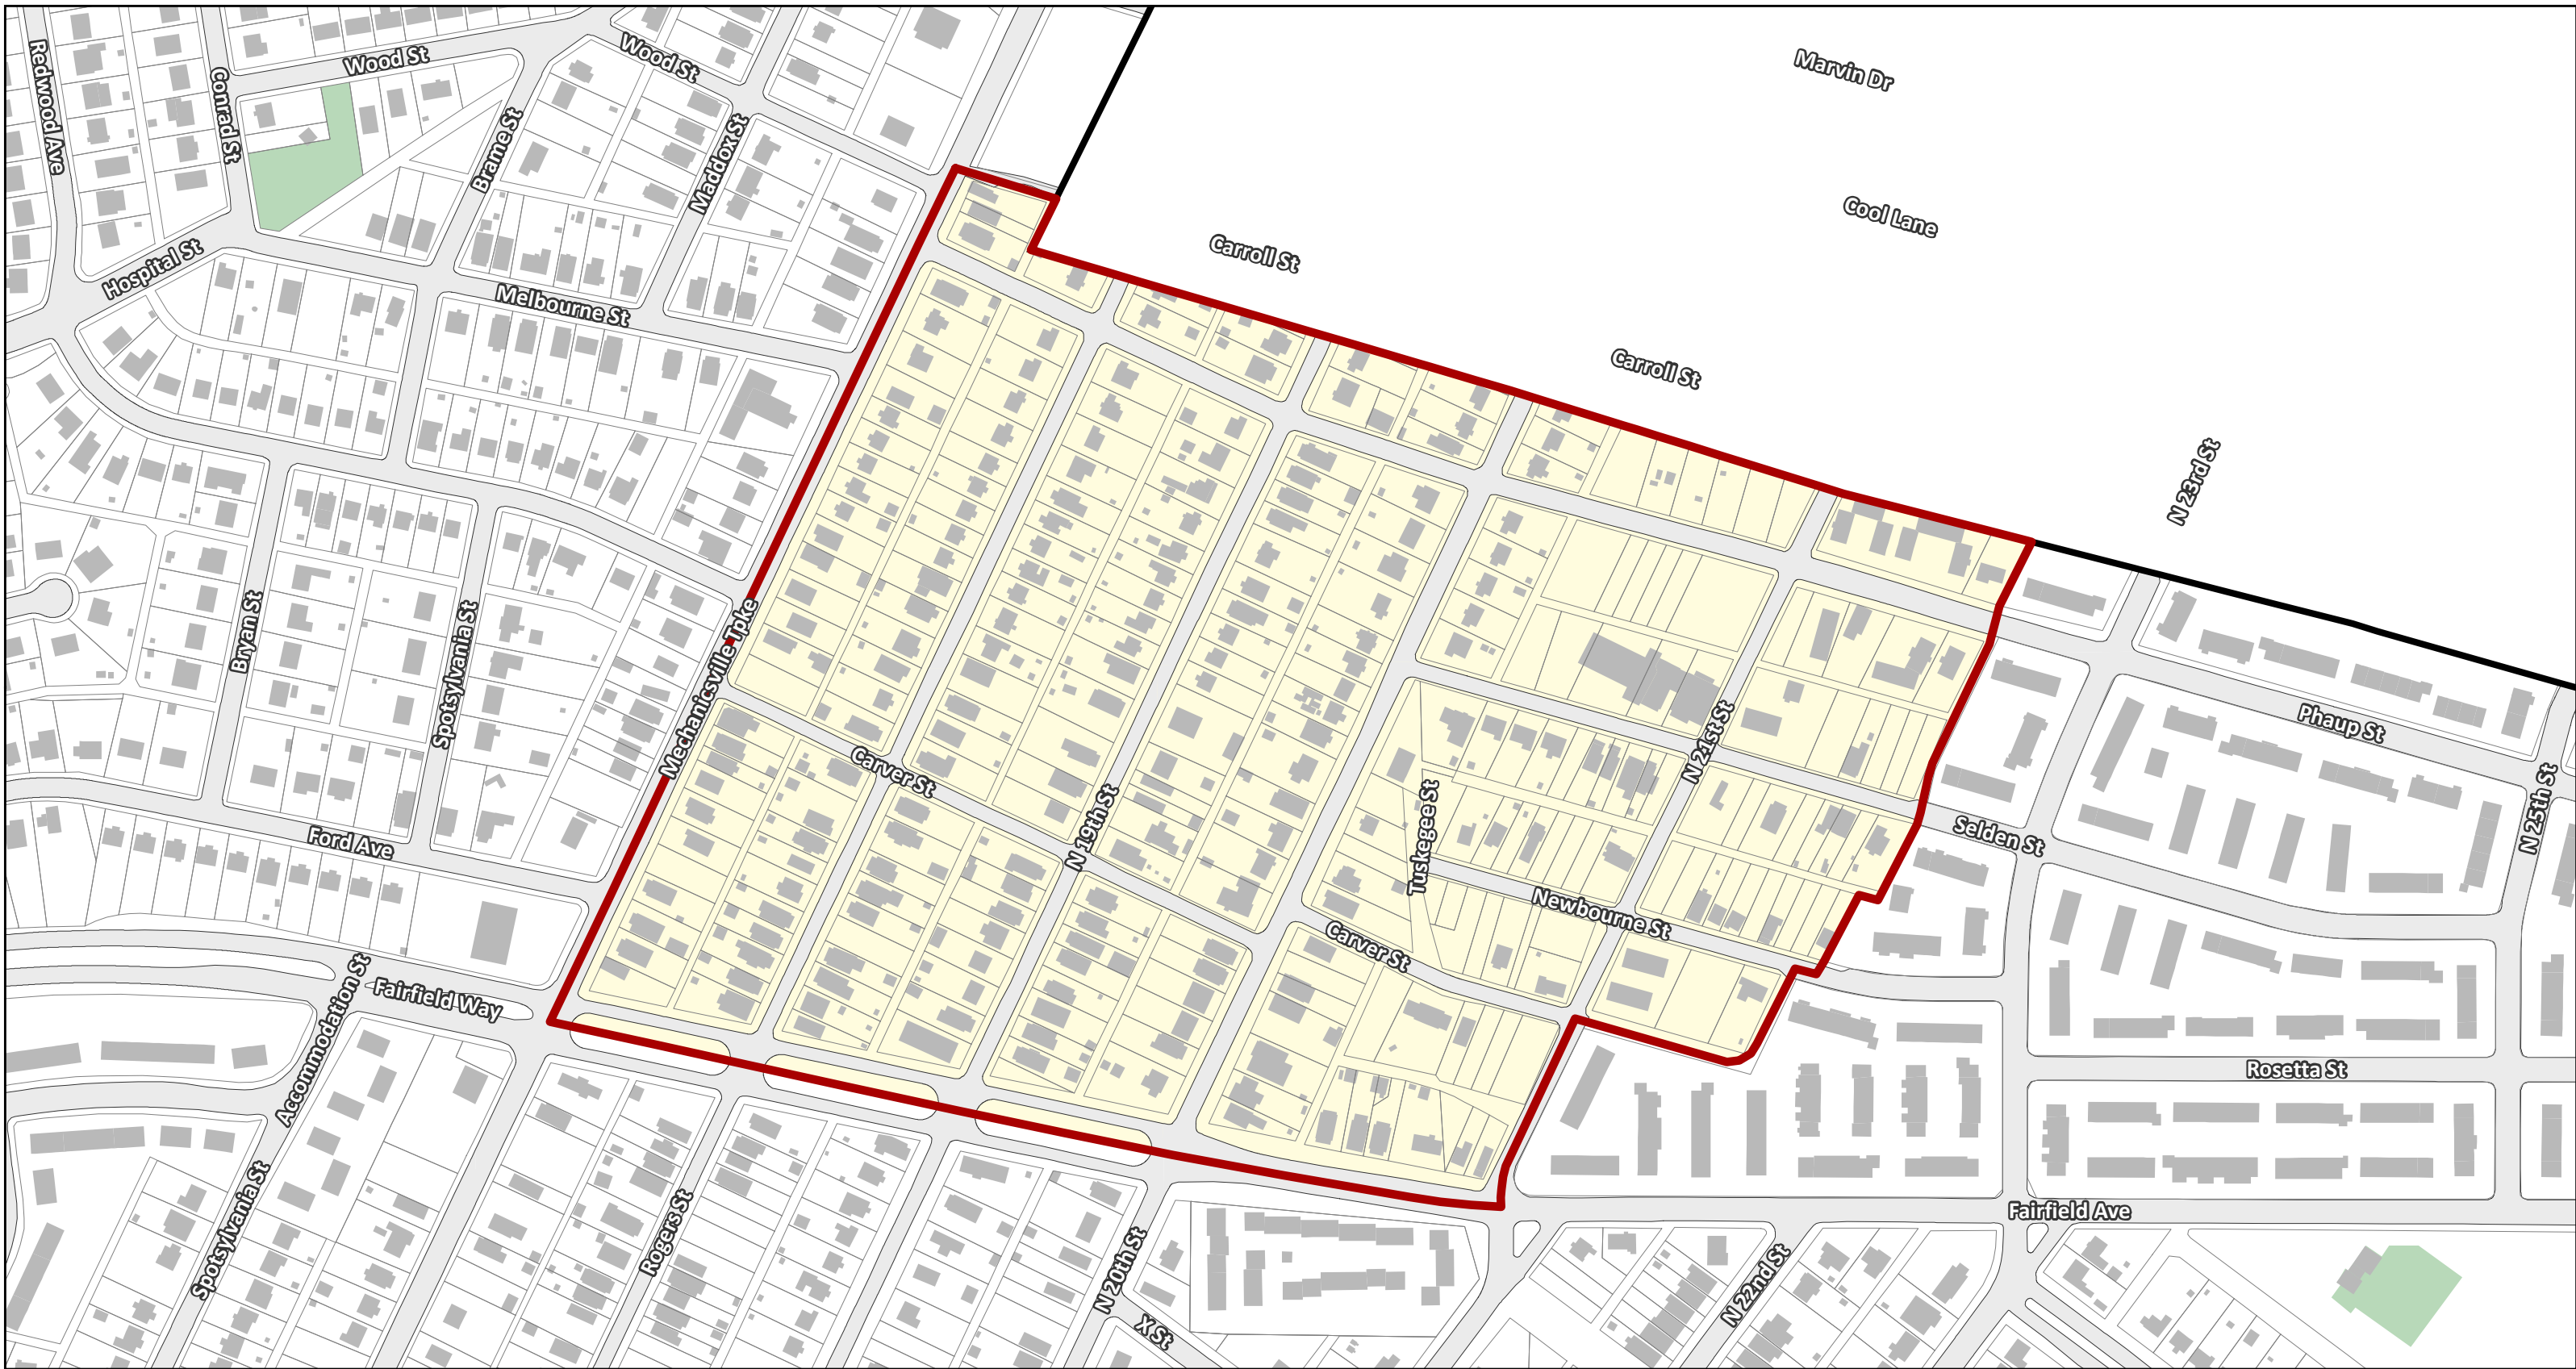 Redwood Ave
Conrad St
Wood St
Wood St
Marvin Dr
Brame St
Maddox St
Cool Lane
Carroll St
Hospital St
Melbourne St
Carroll St
N 23rd St
Bryan St
Spotsylvania St
Mechanicsville Tpke
Carver St
N 21st St
Phaup St
N 19th St
Tuskegee St
N 25th St
Ford Ave
Selden St
Newbourne St
Carver St
Accommodation St
Fairfield Way
Rosetta St
Spotsylvania St
Rogers St
Fairfield Ave
N 20th St
N 22nd St
X St